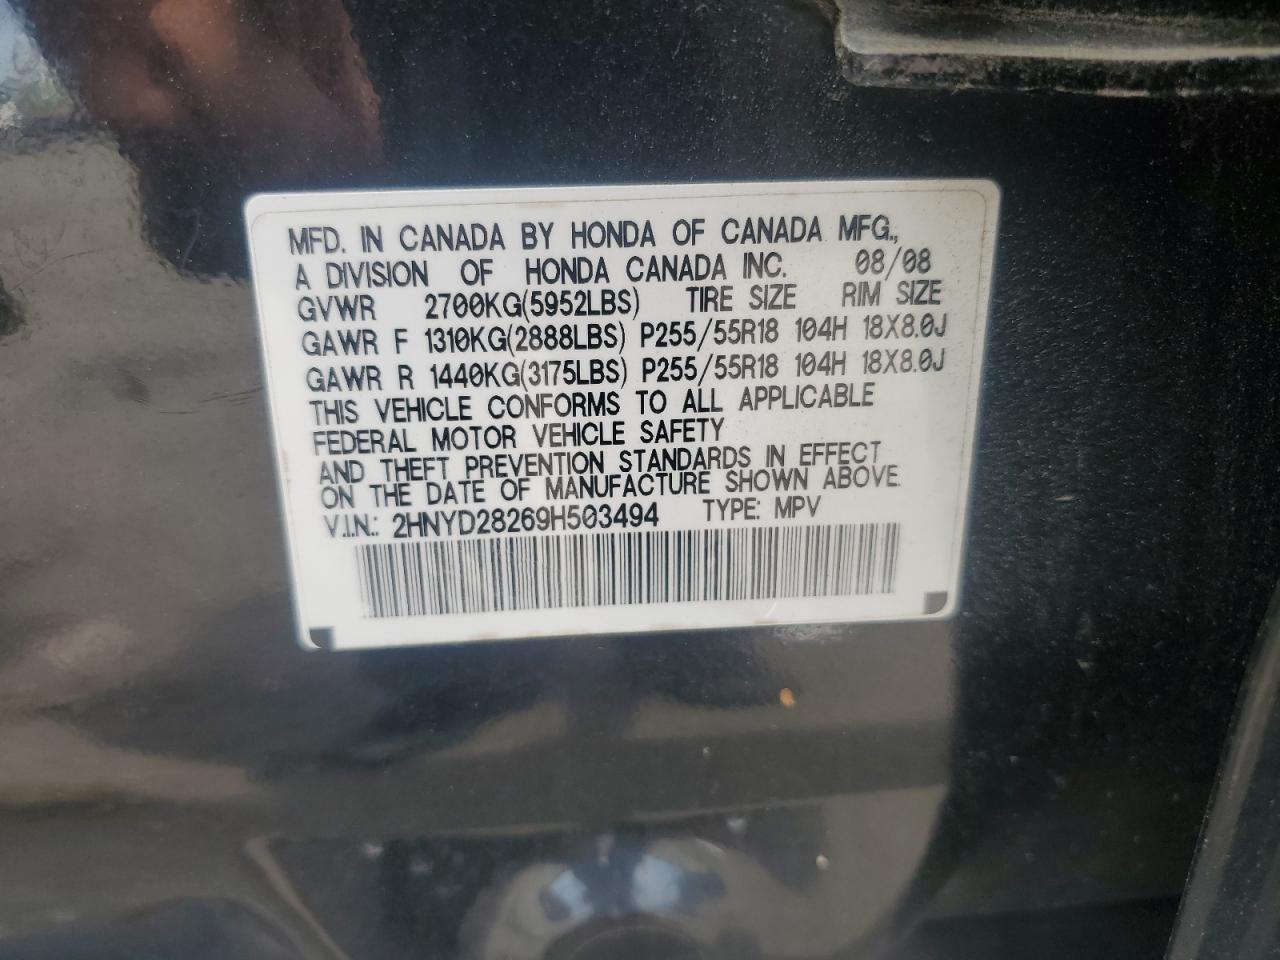 MFD. IN CANADA BY HONDA OF CANADA MFG.,
A DIVISION OF HONDA CANADA INC. 08/08
GVWR 2700KG(5952LBS) TIRE SIZE RIM SIZE
GAWR F 1310KG(2888LBS) P255/55R18 104H 18X8.0J
GAWR R 1440KG(3175LBS) P255/55R18 104H 18X8.0J
THIS VEHICLE CONFORMS TO ALL APPLICABLE
FEDERAL MOTOR VEHICLE SAFETY
AND THEFT PREVENTION STANDARDS IN EFFECT
ON THE DATE OF MANUFACTURE SHOWN ABOVE.
V.I.N.: 2HNYD28269H503494 TYPE: MPV